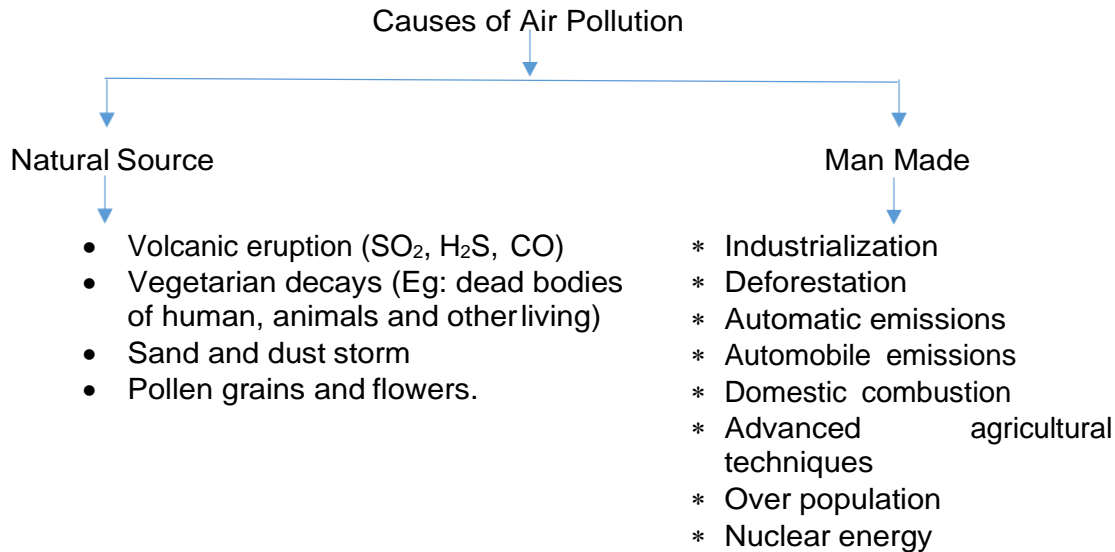 Causes of Air Pollution
Natural Source
Man Made
• Volcanic eruption (SO₂, H₂S, CO)
• Vegetarian decays (Eg: dead bodies
of human, animals and otherliving)
• Sand and dust storm
• Pollen grains and flowers.
* Industrialization
* Deforestation
* Automatic emissions
* Automobile emissions
* Domestic combustion
* Advanced agricultural
techniques
* Over population
* Nuclear energy